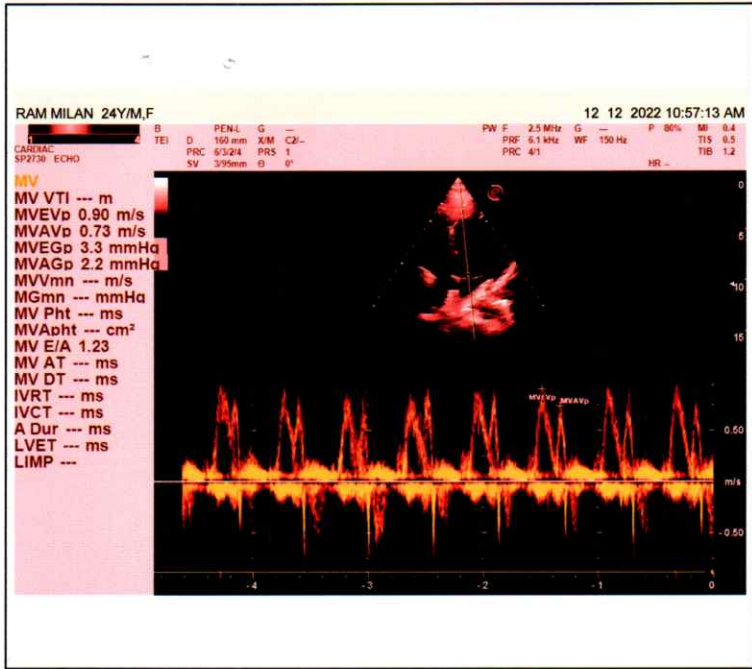 RAM MILAN 24Y/M,F 12 12 2022 10:57:13 AM
B PEN-L G --- PW F 2.5 MHz G --- P 80% MI 0.4
TEI D 160 mm X/M C2/-- PRF 6.1 kHz WF 150 Hz TIS 0.5
PRC 6/3/2/4 PRS 1 PRC 4/1 TIB 1.2
SV 3/95mm Θ 0° HR --
1 4
CARDIAC
SP2730 ECHO
MV
MV VTI --- m
MVEVp 0.90 m/s
MVAVp 0.73 m/s
MVEGp 3.3 mmHg
MVAGp 2.2 mmHg
MVVmn --- m/s
MGmn --- mmHg
MV Pht --- ms
MVApht --- cm²
MV E/A 1.23
MV AT --- ms
MV DT --- ms
IVRT --- ms
IVCT --- ms
A Dur --- ms
LVET --- ms
LIMP ---
0
5
10
15
MVEVp MVAVp
0.50
m/s
-0.50
-4 -3 -2 -1 0